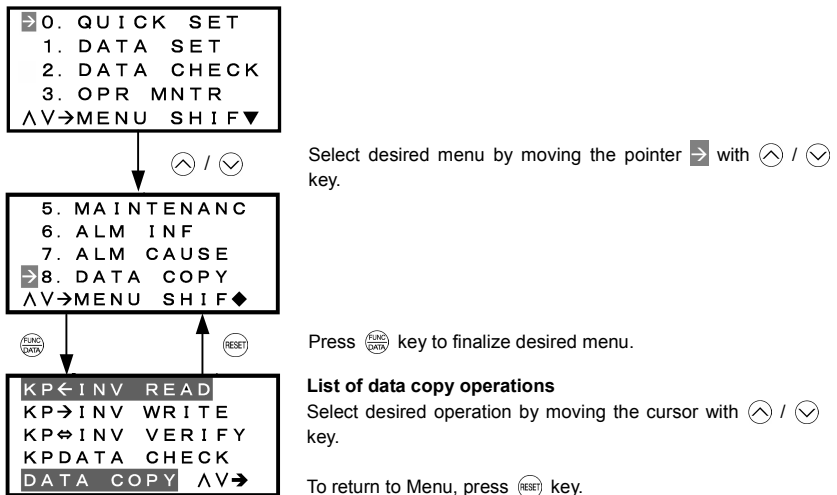 →0. QUICK SET
1. DATA SET
2. DATA CHECK
3. OPR MNTR
∧∨→MENU SHIF▼
∧ / ∨
Select desired menu by moving the pointer → with ∧ / ∨
key.
5. MAINTENANC
6. ALM INF
7. ALM CAUSE
→8. DATA COPY
∧∨→MENU SHIF◆
FUNC
DATA
RESET
Press FUNC DATA key to finalize desired menu.
KP←INV READ
KP→INV WRITE
KP⇔INV VERIFY
KPDATA CHECK
DATA COPY ∧∨→
List of data copy operations
Select desired operation by moving the cursor with ∧ / ∨
key.
To return to Menu, press RESET key.